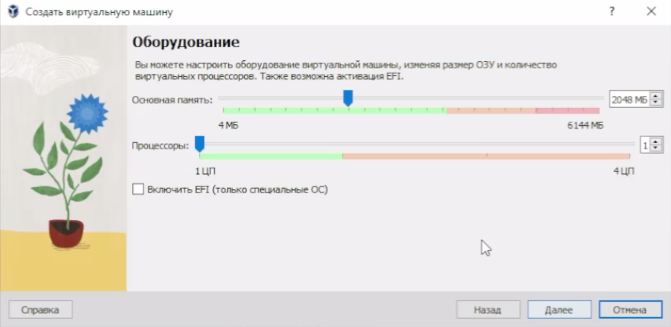 Создать виртуальную машину
Оборудование
Вы можете настроить оборудование виртуальной машины, изменяя размер ОЗУ и количество
виртуальных процессоров. Также возможна активация EFI.
Основная память:
2048 МБ
4 МБ
6144 МБ
Процессоры:
1
1 ЦП
4 ЦП
Включить EFI (только специальные ОС)
Справка
Назад
Далее
Отмена